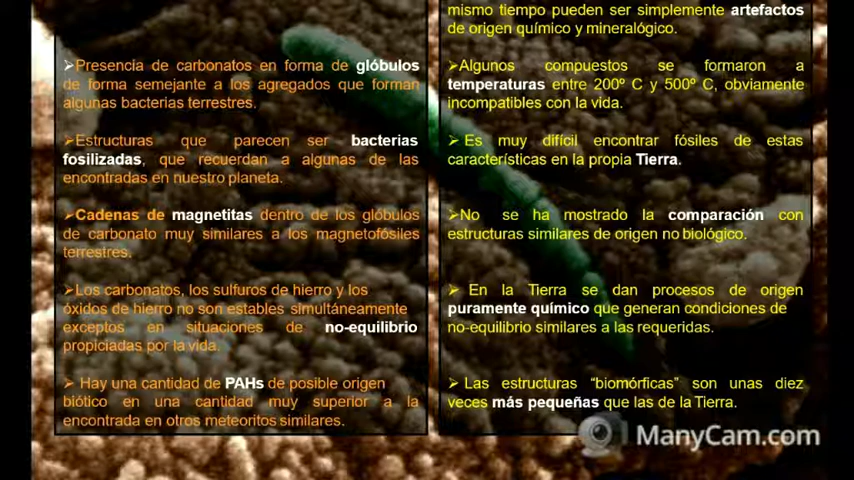 ➢Presencia de carbonatos en forma de glóbulos
de forma semejante a los agregados que forman
algunas bacterias terrestres.
➢Estructuras que parecen ser bacterias
fosilizadas, que recuerdan a algunas de las
encontradas en nuestro planeta.
➢Cadenas de magnetitas dentro de los glóbulos
de carbonato muy similares a los magnetofósiles
terrestres.
➢Los carbonatos, los sulfuros de hierro y los
óxidos de hierro no son estables simultáneamente
exceptos en situaciones de no-equilibrio
propiciadas por la vida.
➢ Hay una cantidad de PAHs de posible origen
biótico en una cantidad muy superior a la
encontrada en otros meteoritos similares.
mismo tiempo pueden ser simplemente artefactos
de origen químico y mineralógico.
➢Algunos compuestos se formaron a
temperaturas entre 200º C y 500º C, obviamente
incompatibles con la vida.
➢ Es muy difícil encontrar fósiles de estas
características en la propia Tierra.
➢No se ha mostrado la comparación con
estructuras similares de origen no biológico.
➢ En la Tierra se dan procesos de origen
puramente químico que generan condiciones de
no-equilibrio similares a las requeridas.
➢ Las estructuras “biomórficas” son unas diez
veces más pequeñas que las de la Tierra.
ManyCam.com